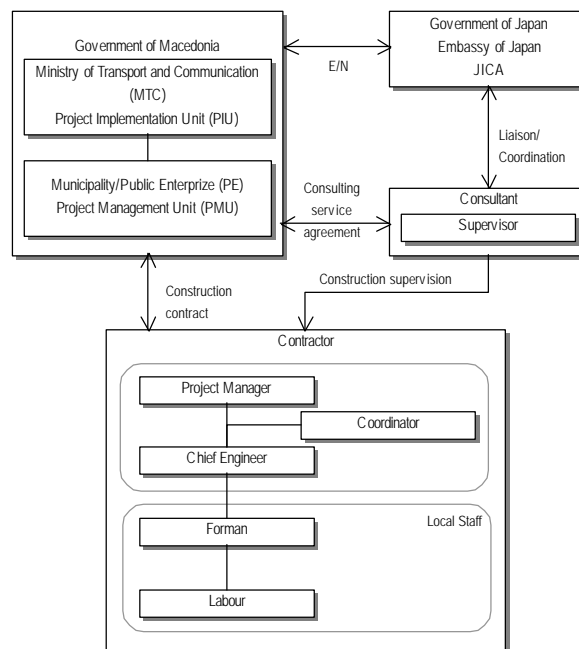 Government of Macedonia
Ministry of Transport and Communication
(MTC)
Project Implementation Unit (PIU)
Municipality/Public Enterprize (PE)
Project Management Unit (PMU)
E/N
Government of Japan
Embassy of Japan
JICA
Liaison/
Coordination
Consulting
service
agreement
Consultant
Supervisor
Construction
contract
Construction supervision
Contractor
Project Manager
Coordinator
Chief Engineer
Local Staff
Forman
Labour